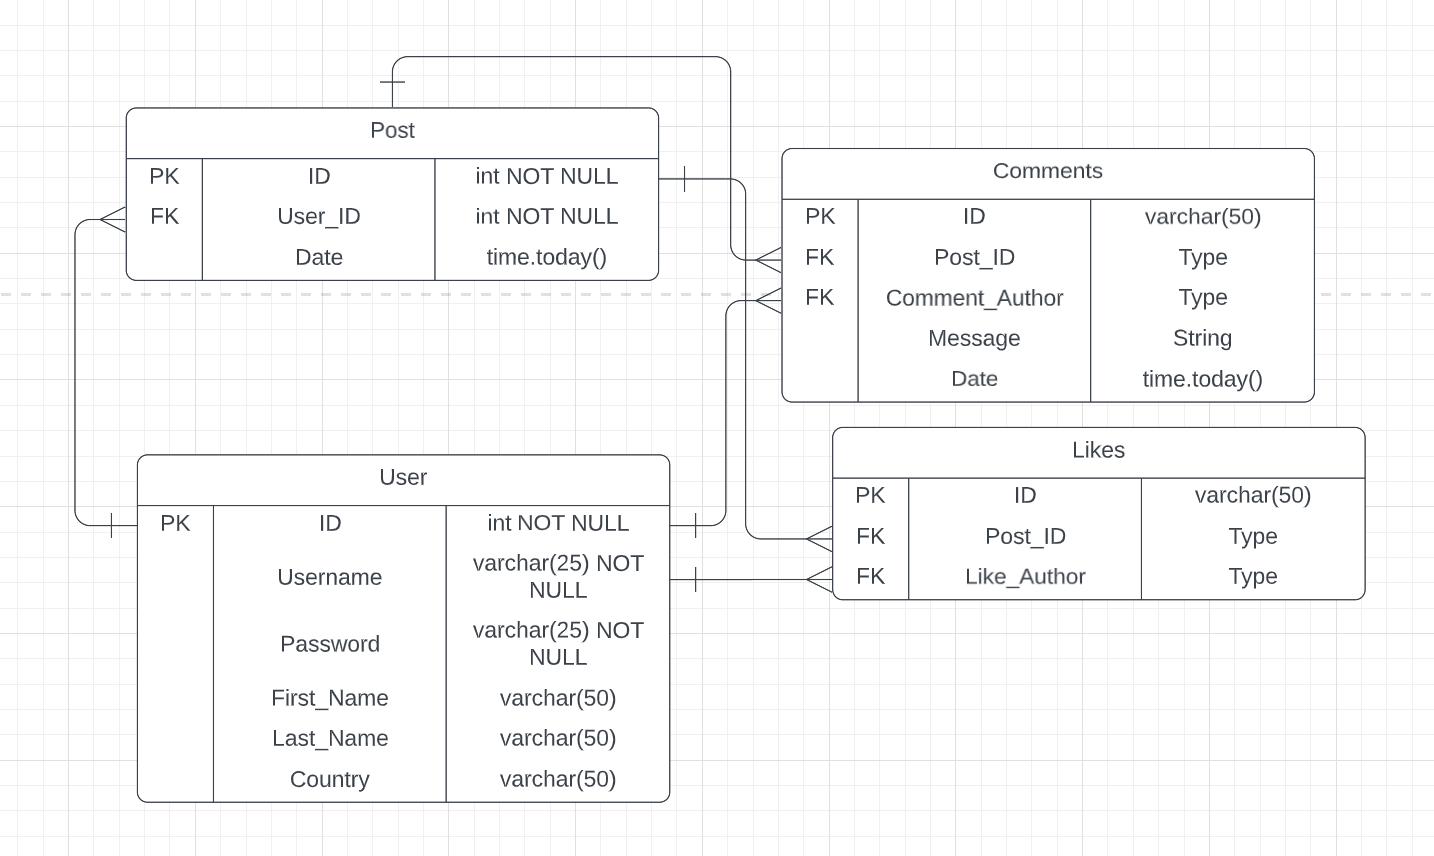 Post
PK ID int NOT NULL
FK User_ID int NOT NULL
Date time.today()
Comments
PK ID varchar(50)
FK Post_ID Type
FK Comment_Author Type
Message String
Date time.today()
Likes
PK ID varchar(50)
FK Post_ID Type
FK Like_Author Type
User
PK ID int NOT NULL
Username varchar(25) NOT
NULL
Password varchar(25) NOT
NULL
First_Name varchar(50)
Last_Name varchar(50)
Country varchar(50)